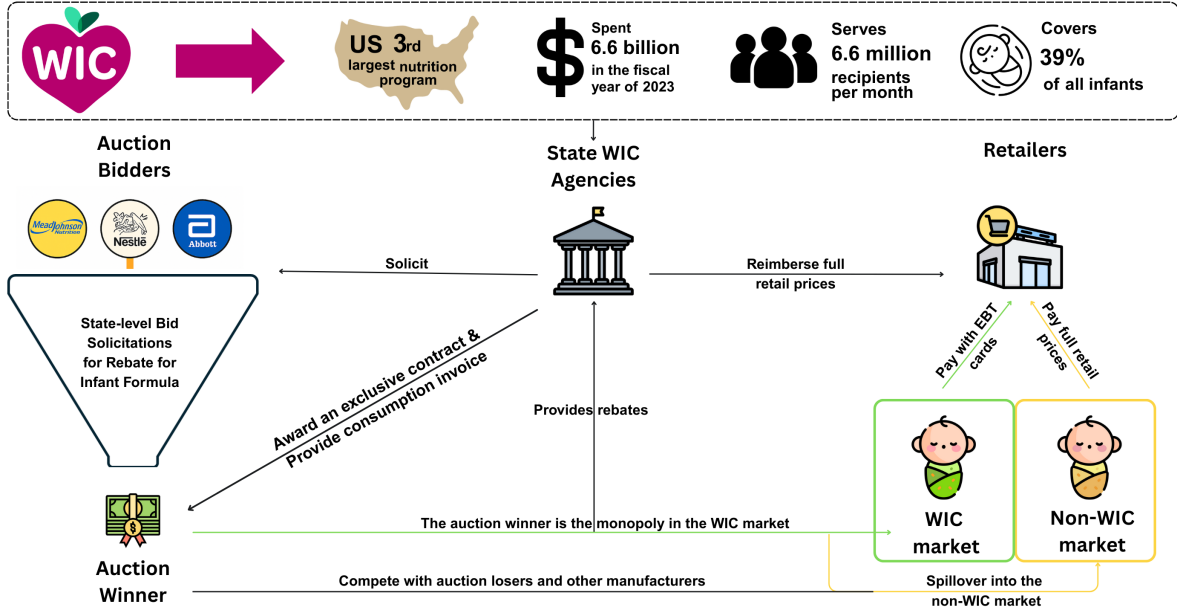 WIC
US 3rd
largest nutrition
program
Spent
6.6 billion
in the fiscal
year of 2023
Serves
6.6 million
recipients
per month
Covers
39%
of all infants
Auction
Bidders
State WIC
Agencies
Retailers
MeadJohnson
Nutrition
Nestlé
Abbott
Solicit
Reimberse full
retail prices
State-level Bid
Solicitations
for Rebate for
Infant Formula
Award an exclusive contract &
Provide consumption invoice
Provides rebates
Pay with EBT
cards
Pay full retail
prices
WIC
market
Non-WIC
market
The auction winner is the monopoly in the WIC market
Auction
Winner
Compete with auction losers and other manufacturers
Spillover into the
non-WIC market